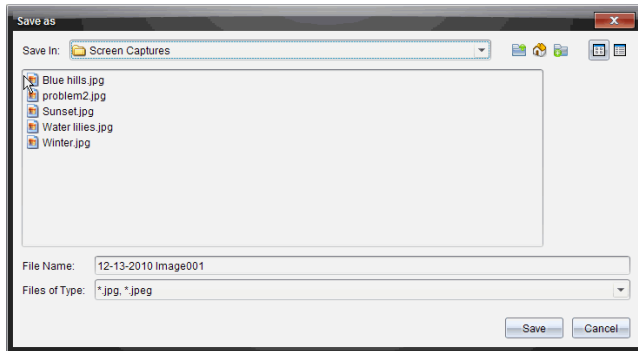 Save as
Save In: Screen Captures
Blue hills.jpg
problem2.jpg
Sunset.jpg
Water lilies.jpg
Winter.jpg
File Name: 12-13-2010 Image001
Files of Type: *.jpg, *.jpeg
Save Cancel